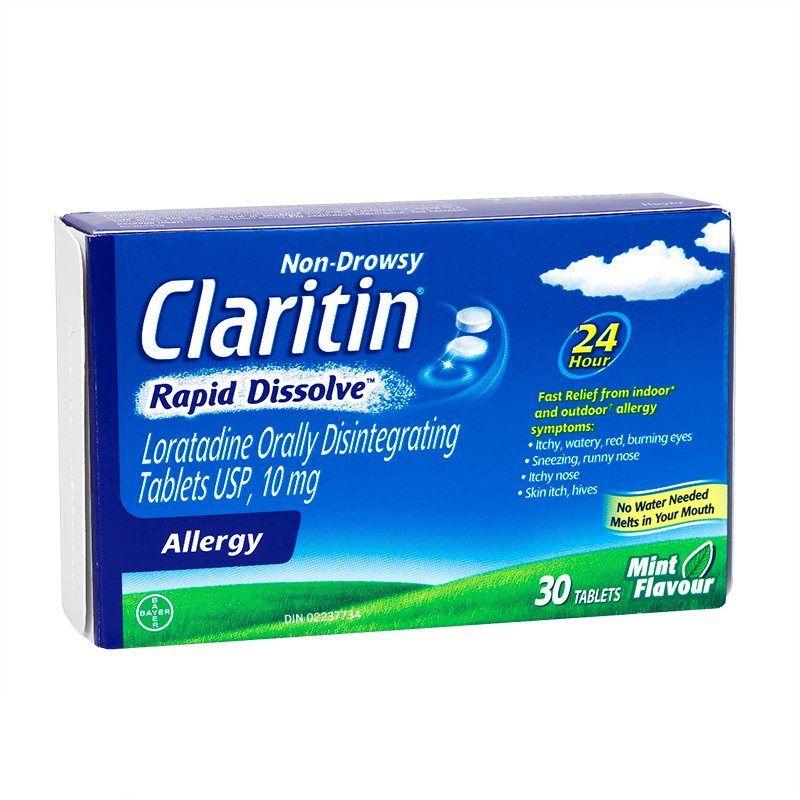 Non-Drowsy
Claritin®
Rapid Dissolve™
Loratadine Orally Disintegrating
Tablets USP, 10 mg
Allergy
24
Hour
Fast Relief from indoor*
and outdoor† allergy
symptoms:
• Itchy, watery, red, burning eyes
• Sneezing, runny nose
• Itchy nose
• Skin itch, hives
No Water Needed
Melts in Your Mouth
30 TABLETS
Mint
Flavour
BAYER
BAYER
DIN 02237734